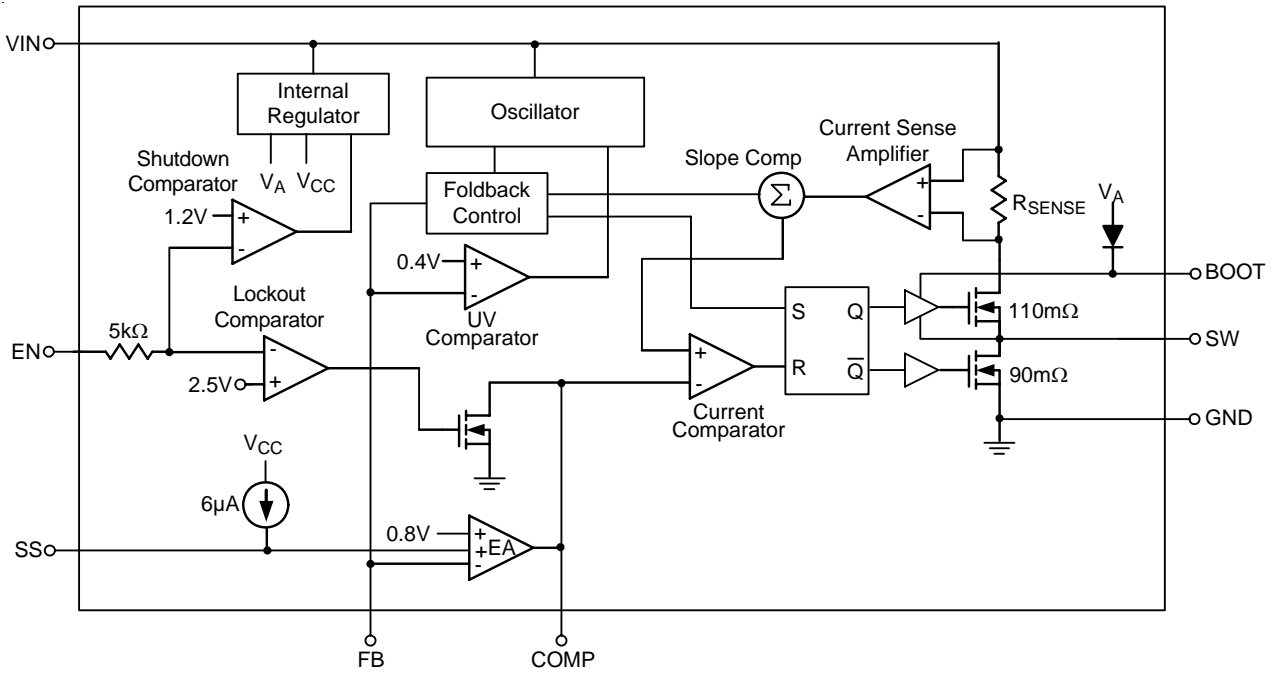 VIN
Internal
Regulator
Oscillator
Current Sense
Amplifier
Shutdown
Comparator
VA
VCC
Slope Comp
Foldback
Control
Σ
+
-
RSENSE
VA
1.2V
+
-
0.4V
+
-
UV
Comparator
BOOT
Lockout
Comparator
S
Q
110mΩ
5kΩ
EN
-
+
2.5V
SW
+
-
R
Q̅
90mΩ
Current
Comparator
GND
VCC
6µA
0.8V
+
+
-
EA
SS
FB
COMP